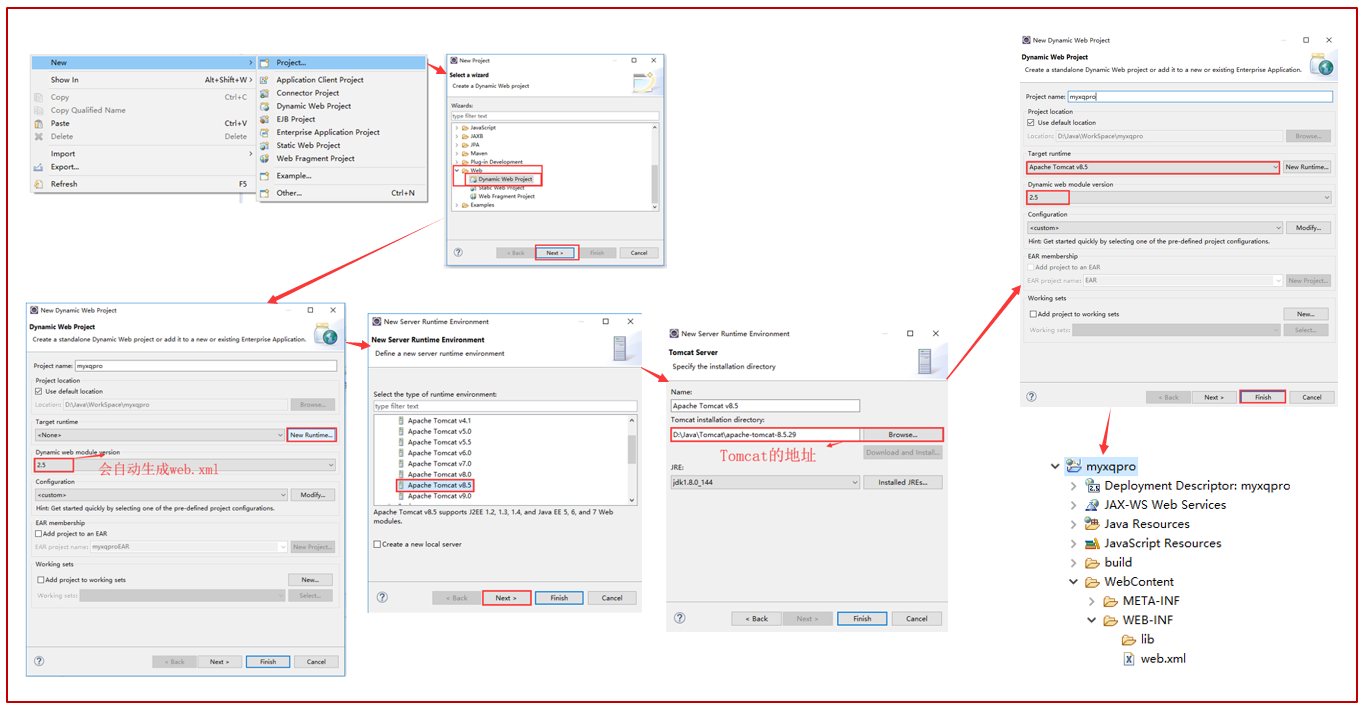 New
Show In Alt+Shift+W
Copy Ctrl+C
Copy Qualified Name
Paste Ctrl+V
Delete Delete
Import
Export...
Refresh F5
Project...
Application Client Project
Connector Project
Dynamic Web Project
EJB Project
Enterprise Application Project
Static Web Project
Web Fragment Project
Example...
Other... Ctrl+N
New Project
Select a wizard
Create a Dynamic Web project
Wizards:
type filter text
JavaScript
JAXB
JPA
Maven
Plug-in Development
Web
Dynamic Web Project
Static Web Project
Web Fragment Project
Examples
< Back Next > Finish Cancel
New Dynamic Web Project
Dynamic Web Project
Create a standalone Dynamic Web project or add it to a new or existing Enterprise Application.
Project name: myxqpro
Project location
Use default location
Location: D:\Java\WorkSpace\myxqpro Browse...
Target runtime
<None> New Runtime...
Dynamic web module version
2.5
会自动生成web.xml
Configuration
<custom> Modify...
Hint: Get started quickly by selecting one of the pre-defined project configurations.
EAR membership
Add project to an EAR
EAR project name: myxqproEAR New Project...
Working sets
Add project to working sets New...
Working sets: Select...
< Back Next > Finish Cancel
New Server Runtime Environment
New Server Runtime Environment
Define a new server runtime environment
Select the type of runtime environment:
type filter text
Apache Tomcat v4.1
Apache Tomcat v5.0
Apache Tomcat v5.5
Apache Tomcat v6.0
Apache Tomcat v7.0
Apache Tomcat v8.0
Apache Tomcat v8.5
Apache Tomcat v9.0
Apache Tomcat v8.5 supports J2EE 1.2, 1.3, 1.4, and Java EE 5, 6, and 7 Web
modules.
Create a new local server
< Back Next > Finish Cancel
New Server Runtime Environment
Tomcat Server
Specify the installation directory
Name:
Apache Tomcat v8.5
Tomcat installation directory:
D:\Java\Tomcat\apache-tomcat-8.5.29 Browse...
Tomcat的地址
Download and Install...
JRE:
jdk1.8.0_144 Installed JREs...
< Back Next > Finish Cancel
New Dynamic Web Project
Dynamic Web Project
Create a standalone Dynamic Web project or add it to a new or existing Enterprise Application.
Project name: myxqpro
Project location
Use default location
Location: D:\Java\WorkSpace\myxqpro Browse...
Target runtime
Apache Tomcat v8.5 New Runtime...
Dynamic web module version
2.5
Configuration
<custom> Modify...
Hint: Get started quickly by selecting one of the pre-defined project configurations.
EAR membership
Add project to an EAR
EAR project name: EAR New Project...
Working sets
Add project to working sets New...
Working sets: Select...
< Back Next > Finish Cancel
myxqpro
Deployment Descriptor: myxqpro
JAX-WS Web Services
Java Resources
JavaScript Resources
build
WebContent
META-INF
WEB-INF
lib
web.xml